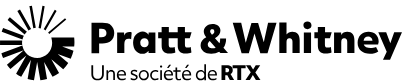 Pratt & Whitney
Une société de RTX